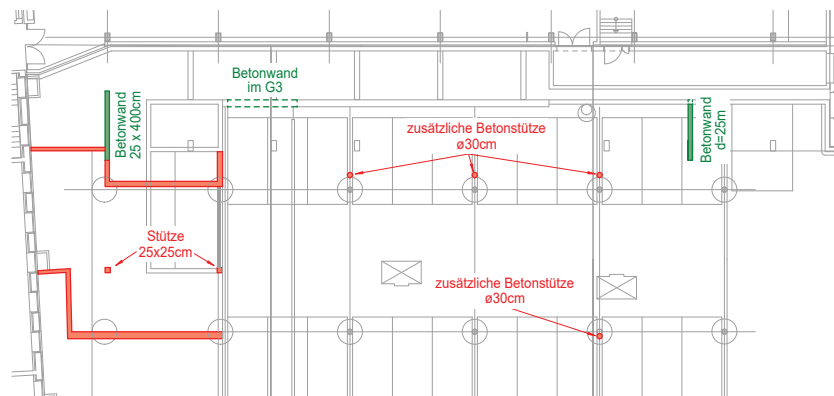 Betonwand
im G3
Betonwand
25 x 400cm
zusätzliche Betonstütze
ø30cm
Betonwand
d=25m
Stütze
25x25cm
zusätzliche Betonstütze
ø30cm